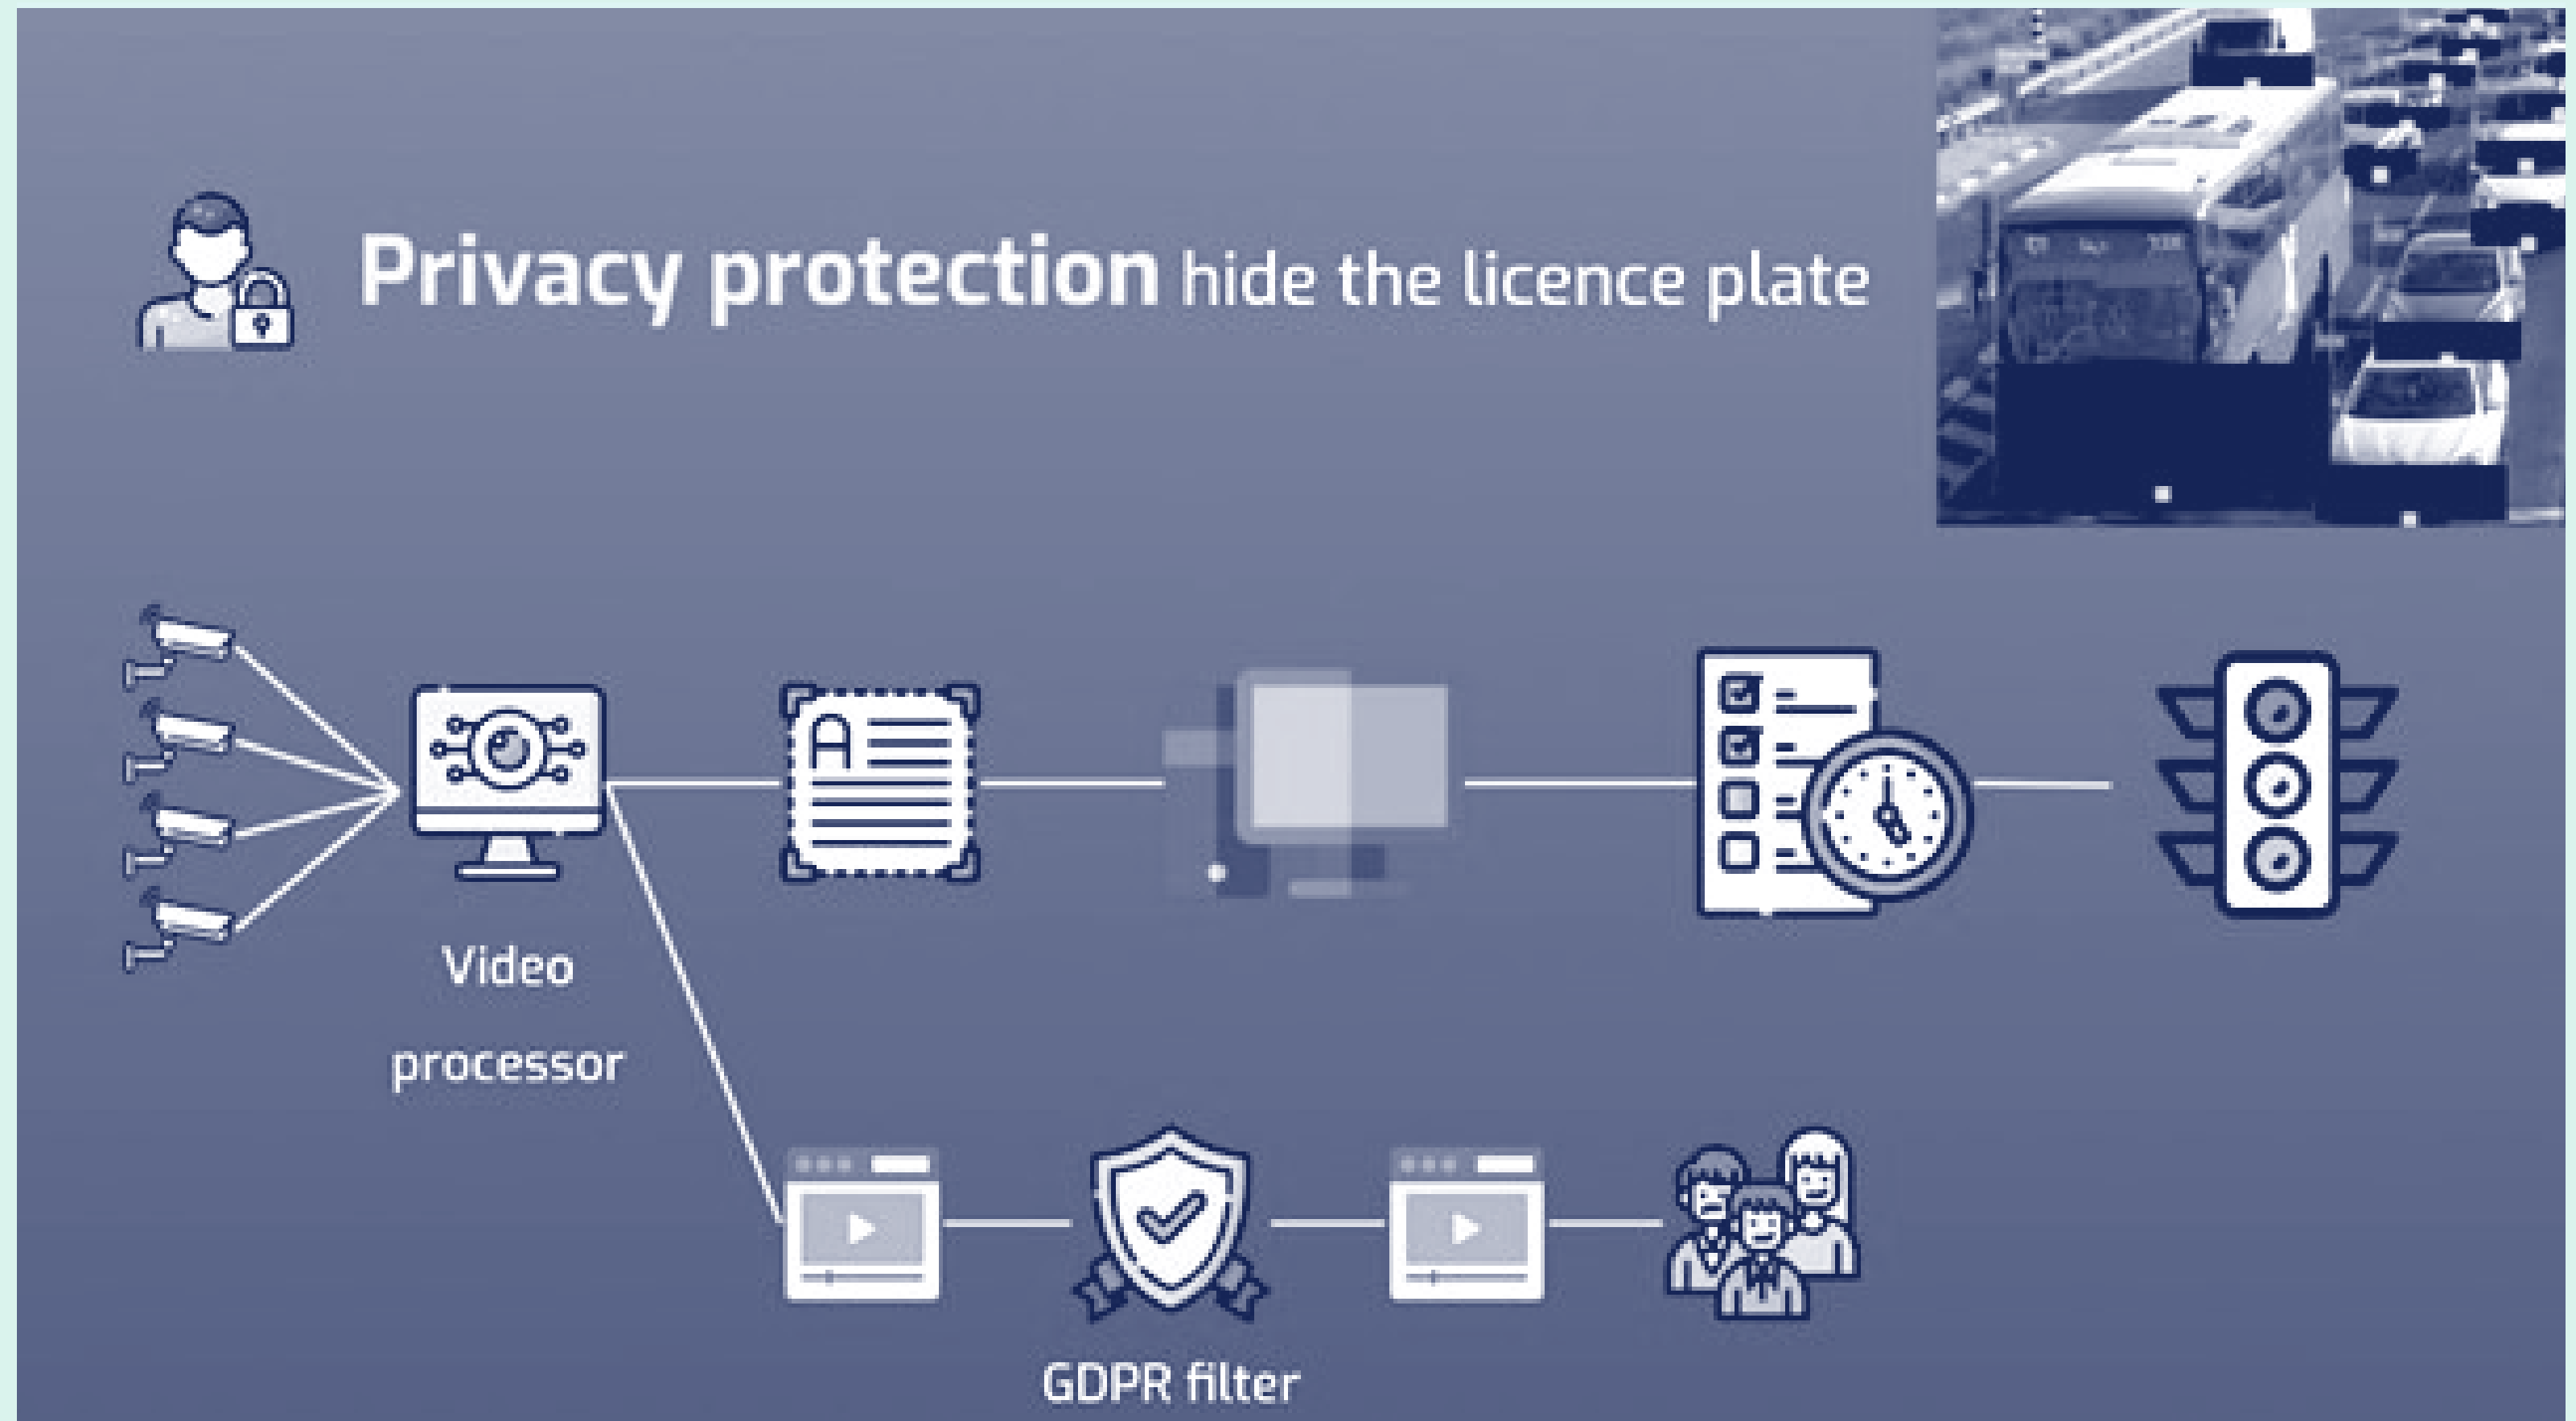 Privacy protection hide the licence plate
A
Video
processor
GDPR filter